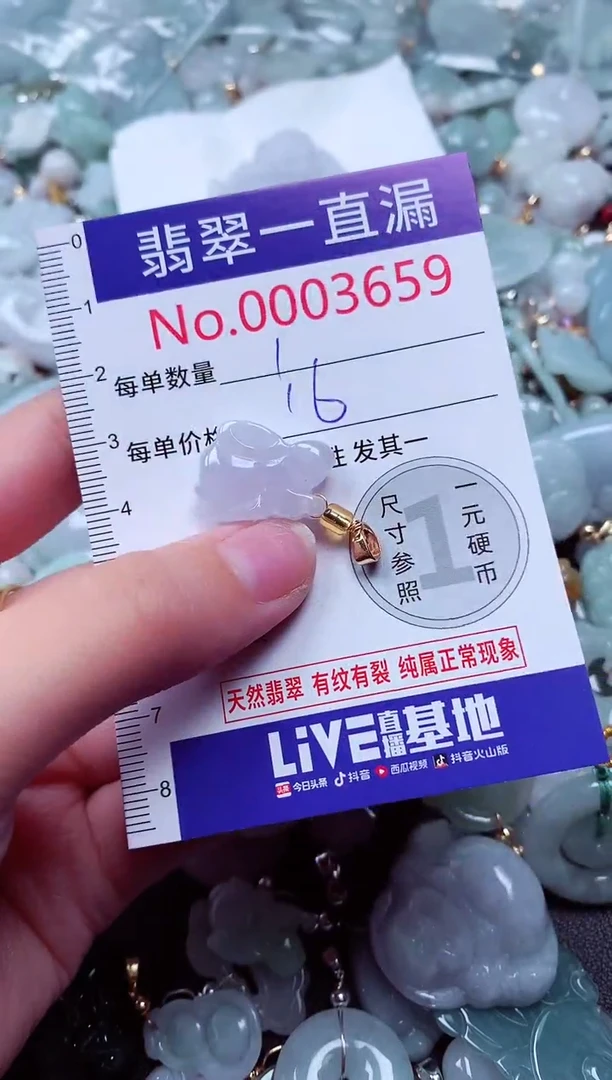 翡翠一直漏
No.0003659
每单数量 1
16
每单价格 发其一
0
1
2
3
4
7
8
尺寸参照
1
一元硬币
天然翡翠 有纹有裂 纯属正常现象
LiVE直播基地
头条 今日头条 抖音 西瓜视频 抖音火山版